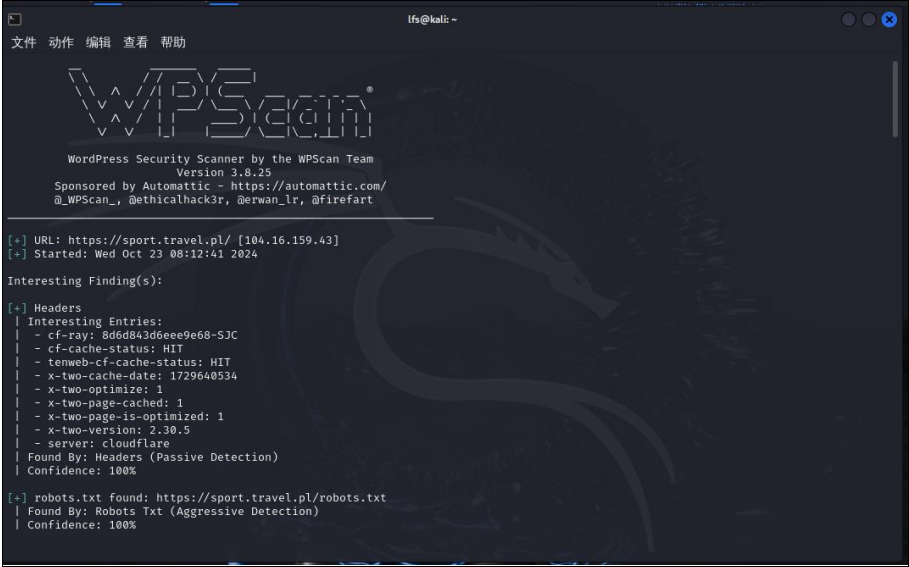 lfs@kali: ~
文件 动作 编辑 查看 帮助
WPScan ®
WordPress Security Scanner by the WPScan Team
Version 3.8.25
Sponsored by Automattic - https://automattic.com/
@_WPScan_, @ethicalhack3r, @erwan_lr, @firefart
[+] URL: https://sport.travel.pl/ [104.16.159.43]
[+] Started: Wed Oct 23 08:12:41 2024
Interesting Finding(s):
[+] Headers
| Interesting Entries:
|  - cf-ray: 8d6d843d6eee9e68-SJC
|  - cf-cache-status: HIT
|  - tenweb-cf-cache-status: HIT
|  - x-two-cache-date: 1729640534
|  - x-two-optimize: 1
|  - x-two-page-cached: 1
|  - x-two-page-is-optimized: 1
|  - x-two-version: 2.30.5
|  - server: cloudflare
| Found By: Headers (Passive Detection)
| Confidence: 100%
[+] robots.txt found: https://sport.travel.pl/robots.txt
| Found By: Robots Txt (Aggressive Detection)
| Confidence: 100%